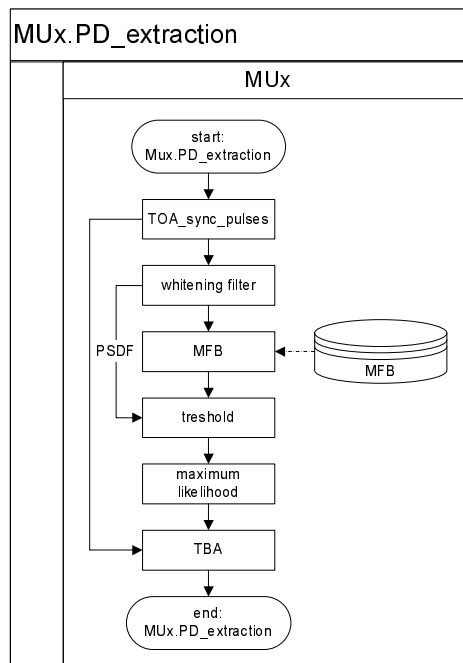 MUx.PD_extraction
MUx
start:
Mux.PD_extraction
TOA_sync_pulses
whitening filter
PSDF
MFB
MFB
treshold
maximum
likelihood
TBA
end:
MUx.PD_extraction